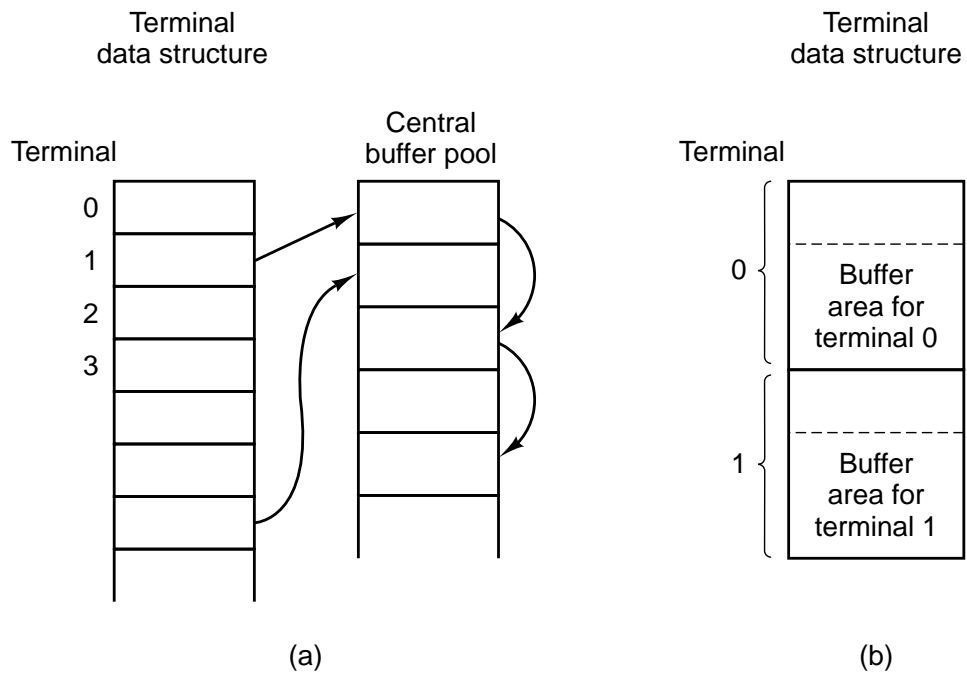 Terminal
data structure
Central
buffer pool
Terminal
0
1
2
3
(a)
Terminal
data structure
Terminal
0
Buffer
area for
terminal 0
1
Buffer
area for
terminal 1
(b)